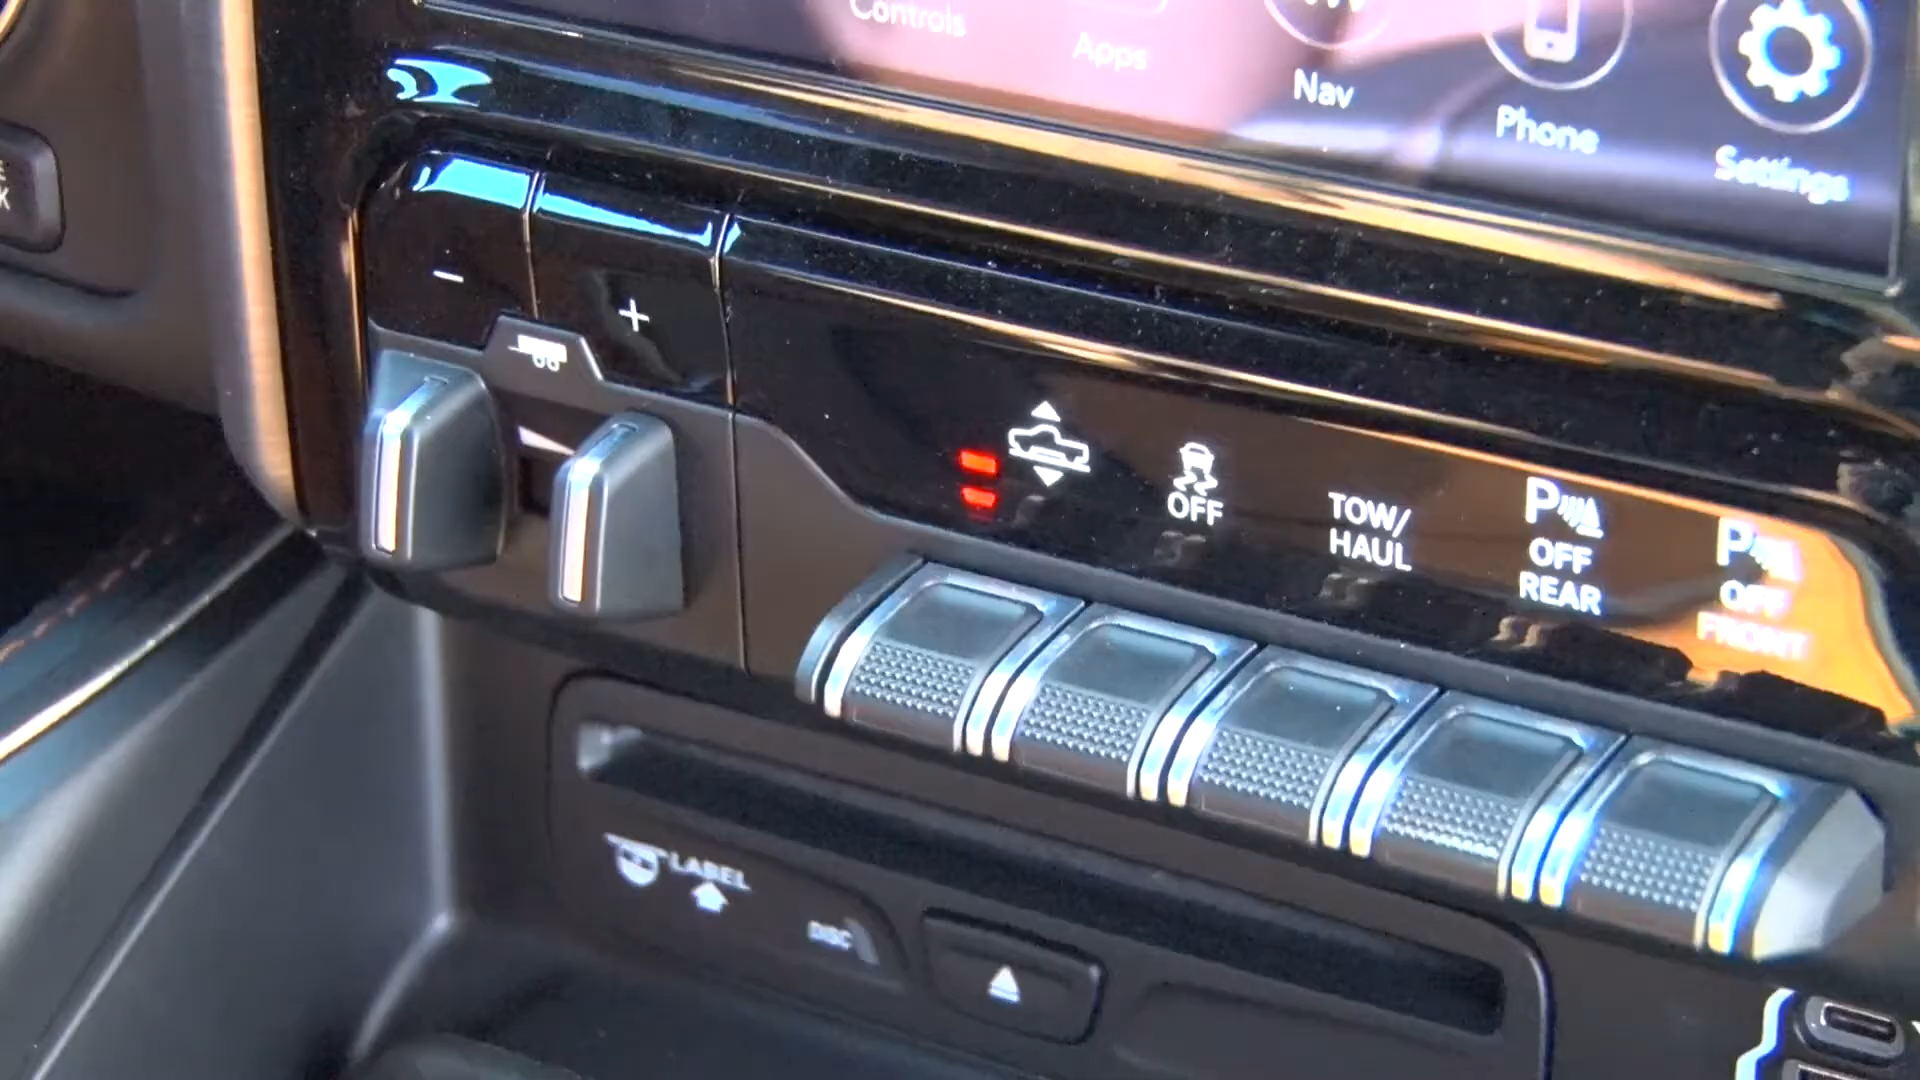 Controls
Apps
Nav
Phone
Settings
K
−
+
OFF
TOW/
HAUL
P
OFF
REAR
P
OFF
FRONT
LABEL
DISC